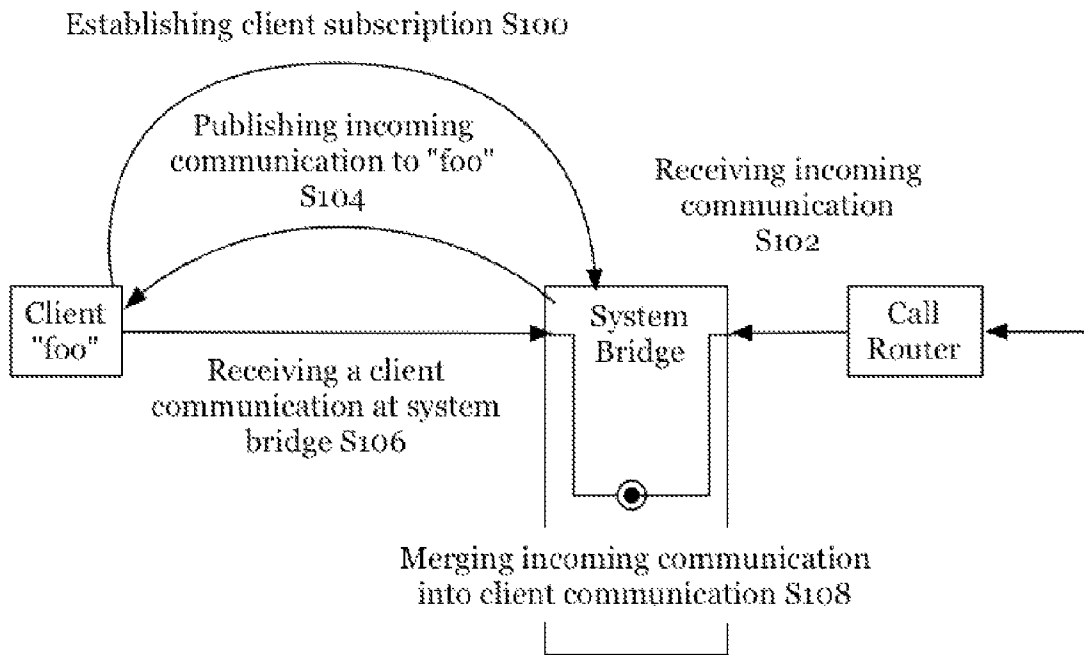 Establishing client subscription S100
Publishing incoming
communication to "foo"
S104
Receiving incoming
communication
S102
Client
"foo"
System
Bridge
Call
Router
Receiving a client
communication at system
bridge S106
Merging incoming communication
into client communication S108